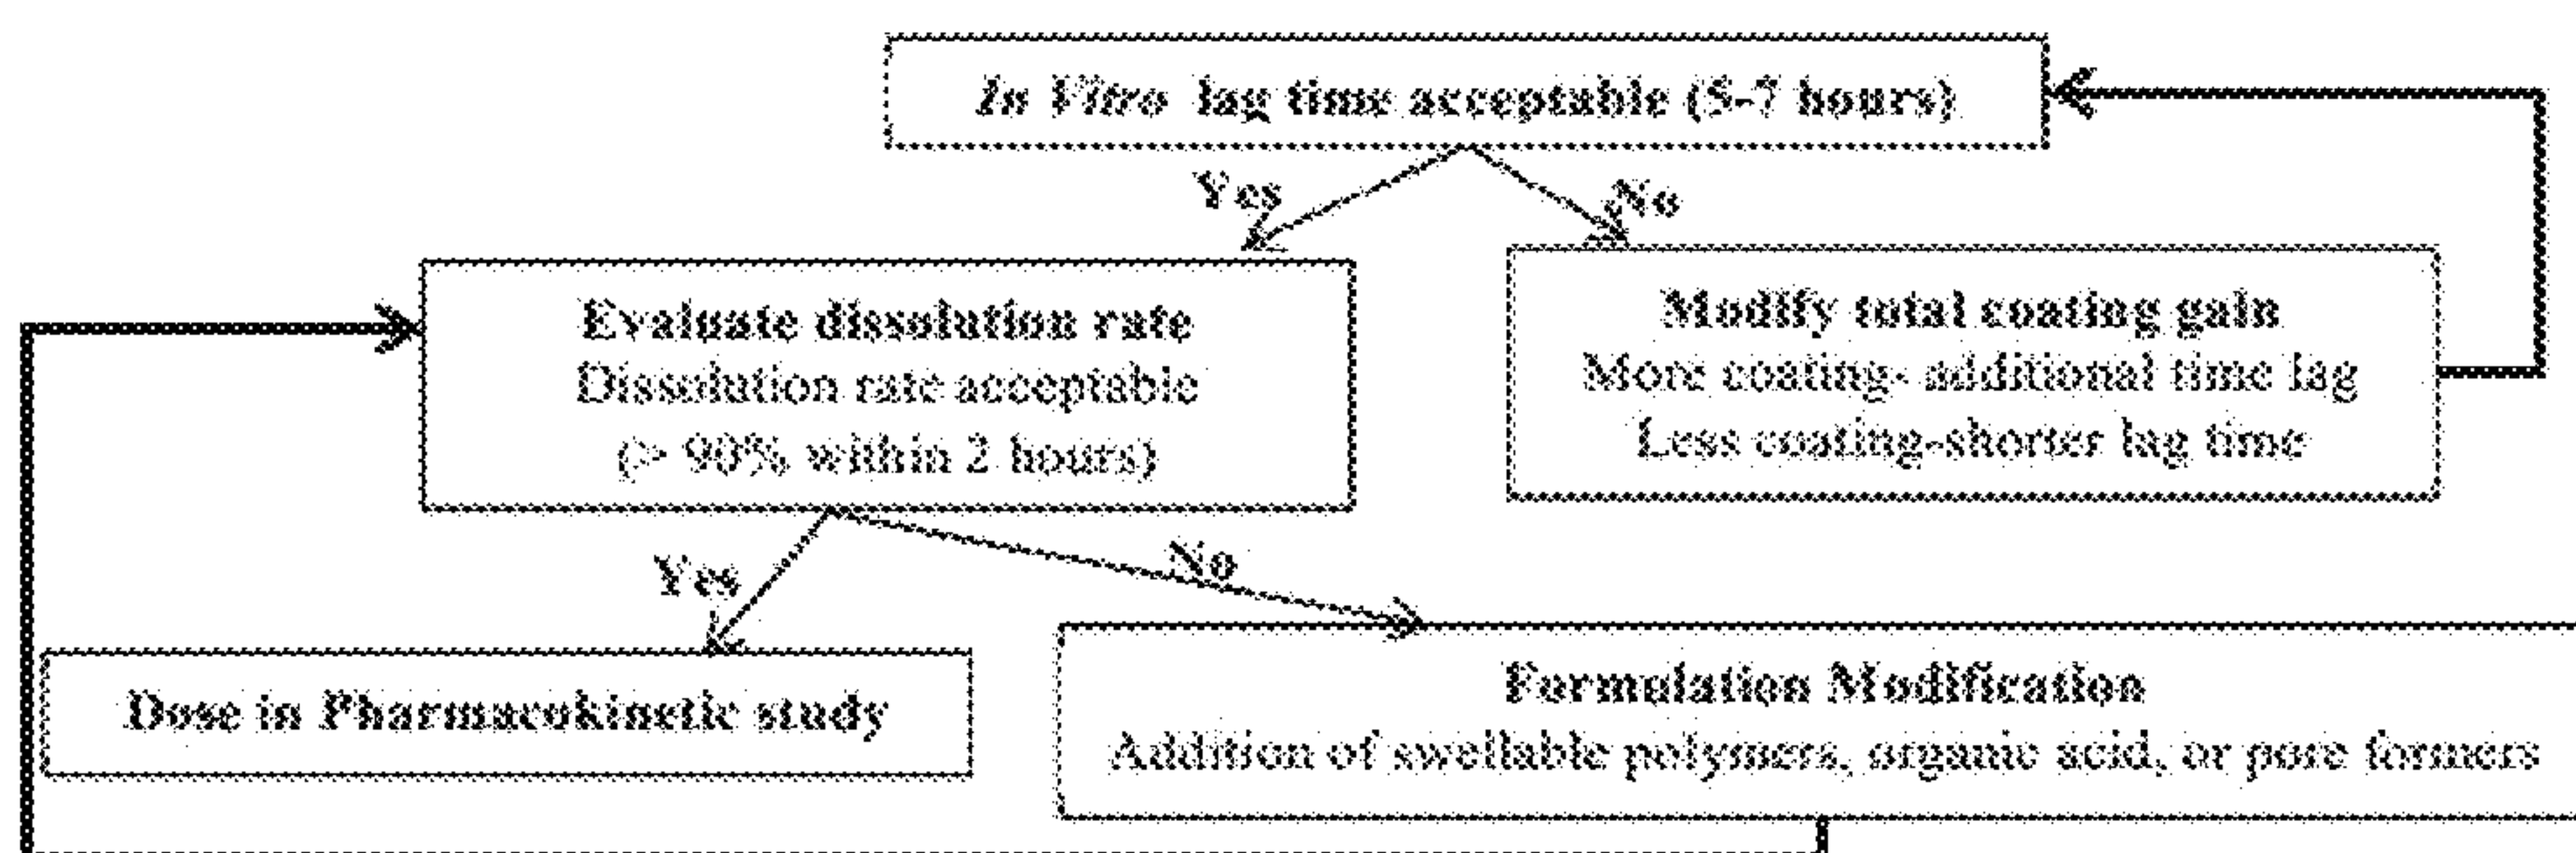 In Vitro lag time acceptable (5-7 hours)
Yes
No
Evaluate dissolution rate
Dissolution rate acceptable
(> 90% within 2 hours)
Modify total coating gain
More coating- additional time lag
Less coating-shorter lag time
Yes
No
Dose in Pharmacokinetic study
Formulation Modification
Addition of swellable polymers, organic acid, or pore formers